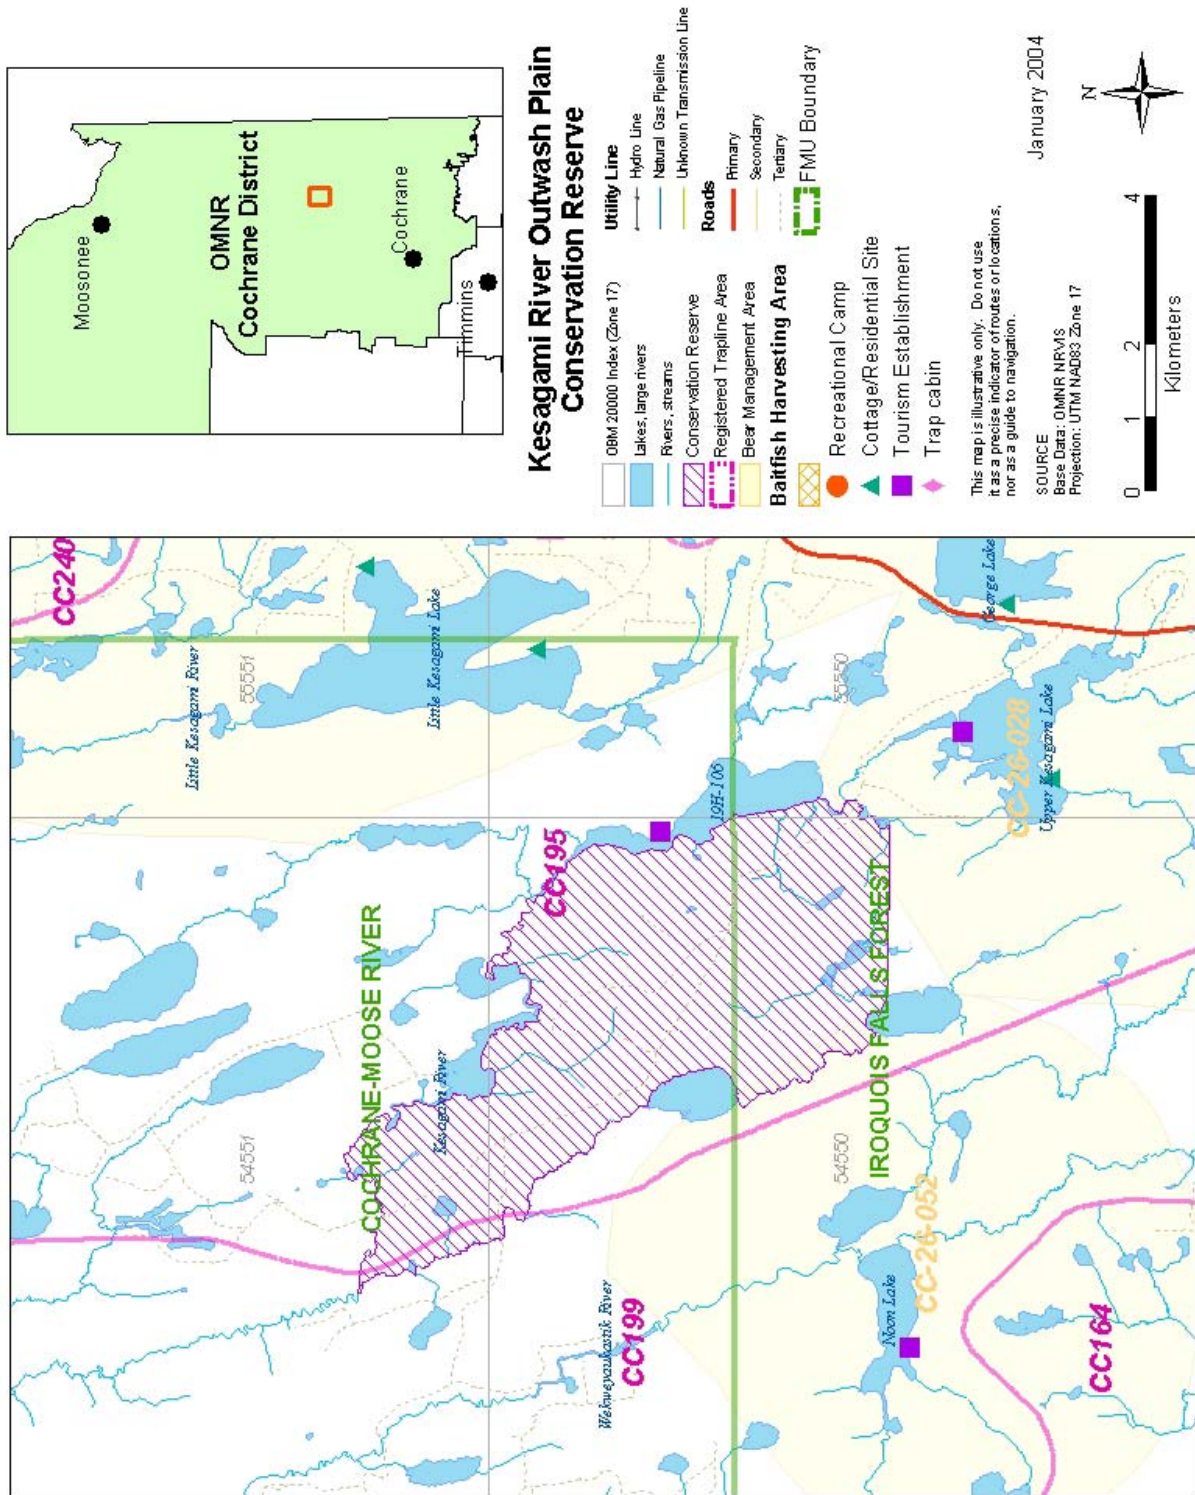 Moosonee
OMNR
Cochrane District
Cochrane
Timmins
Kesagami River Outwash Plain
Conservation Reserve
OBM 20000 Index (Zone 17)
Lakes, large rivers
Rivers, streams
Conservation Reserve
Registered Trapline Area
Bear Management Area
Baitfish Harvesting Area
Recreational Camp
Cottage/Residential Site
Tourism Establishment
Trap cabin
Utility Line
Hydro Line
Natural Gas Pipeline
Unknown Transmission Line
Roads
Primary
Secondary
Tertiary
FMU Boundary
This map is illustrative only. Do not use
it as a precise indicator of routes or locations,
nor as a guide to navigation.
SOURCE
Base Data: OMNR NRVIS
Projection: UTM NAD83 Zone 17
January 2004
N
0 1 2 4
Kilometers
CC240
Little Kesagami River
55551
Little Kesagami Lake
COCHRANE-MOOSE RIVER
CC195
Kesagami River
54551
19H-106
55550
George Lake
Upper Kesagami Lake
CC-26-028
IROQUOIS FALLS FOREST
54550
CC-26-052
Noon Lake
Wekweyaukastik River
CC199
CC164